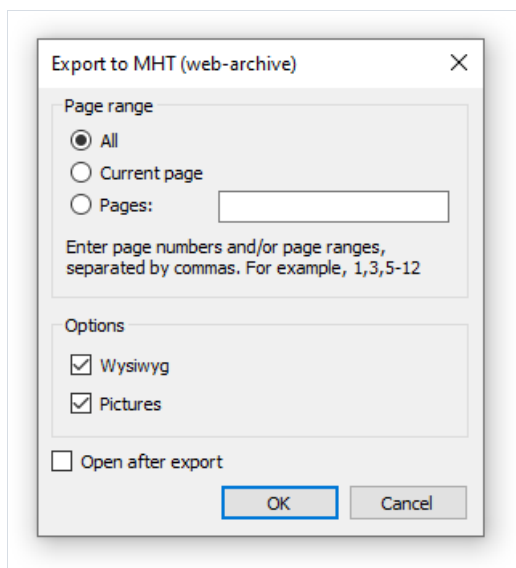 Export to MHT (web-archive)
Page range
All
Current page
Pages:
Enter page numbers and/or page ranges,
separated by commas. For example, 1,3,5-12
Options
Wysiwyg
Pictures
Open after export
OK Cancel